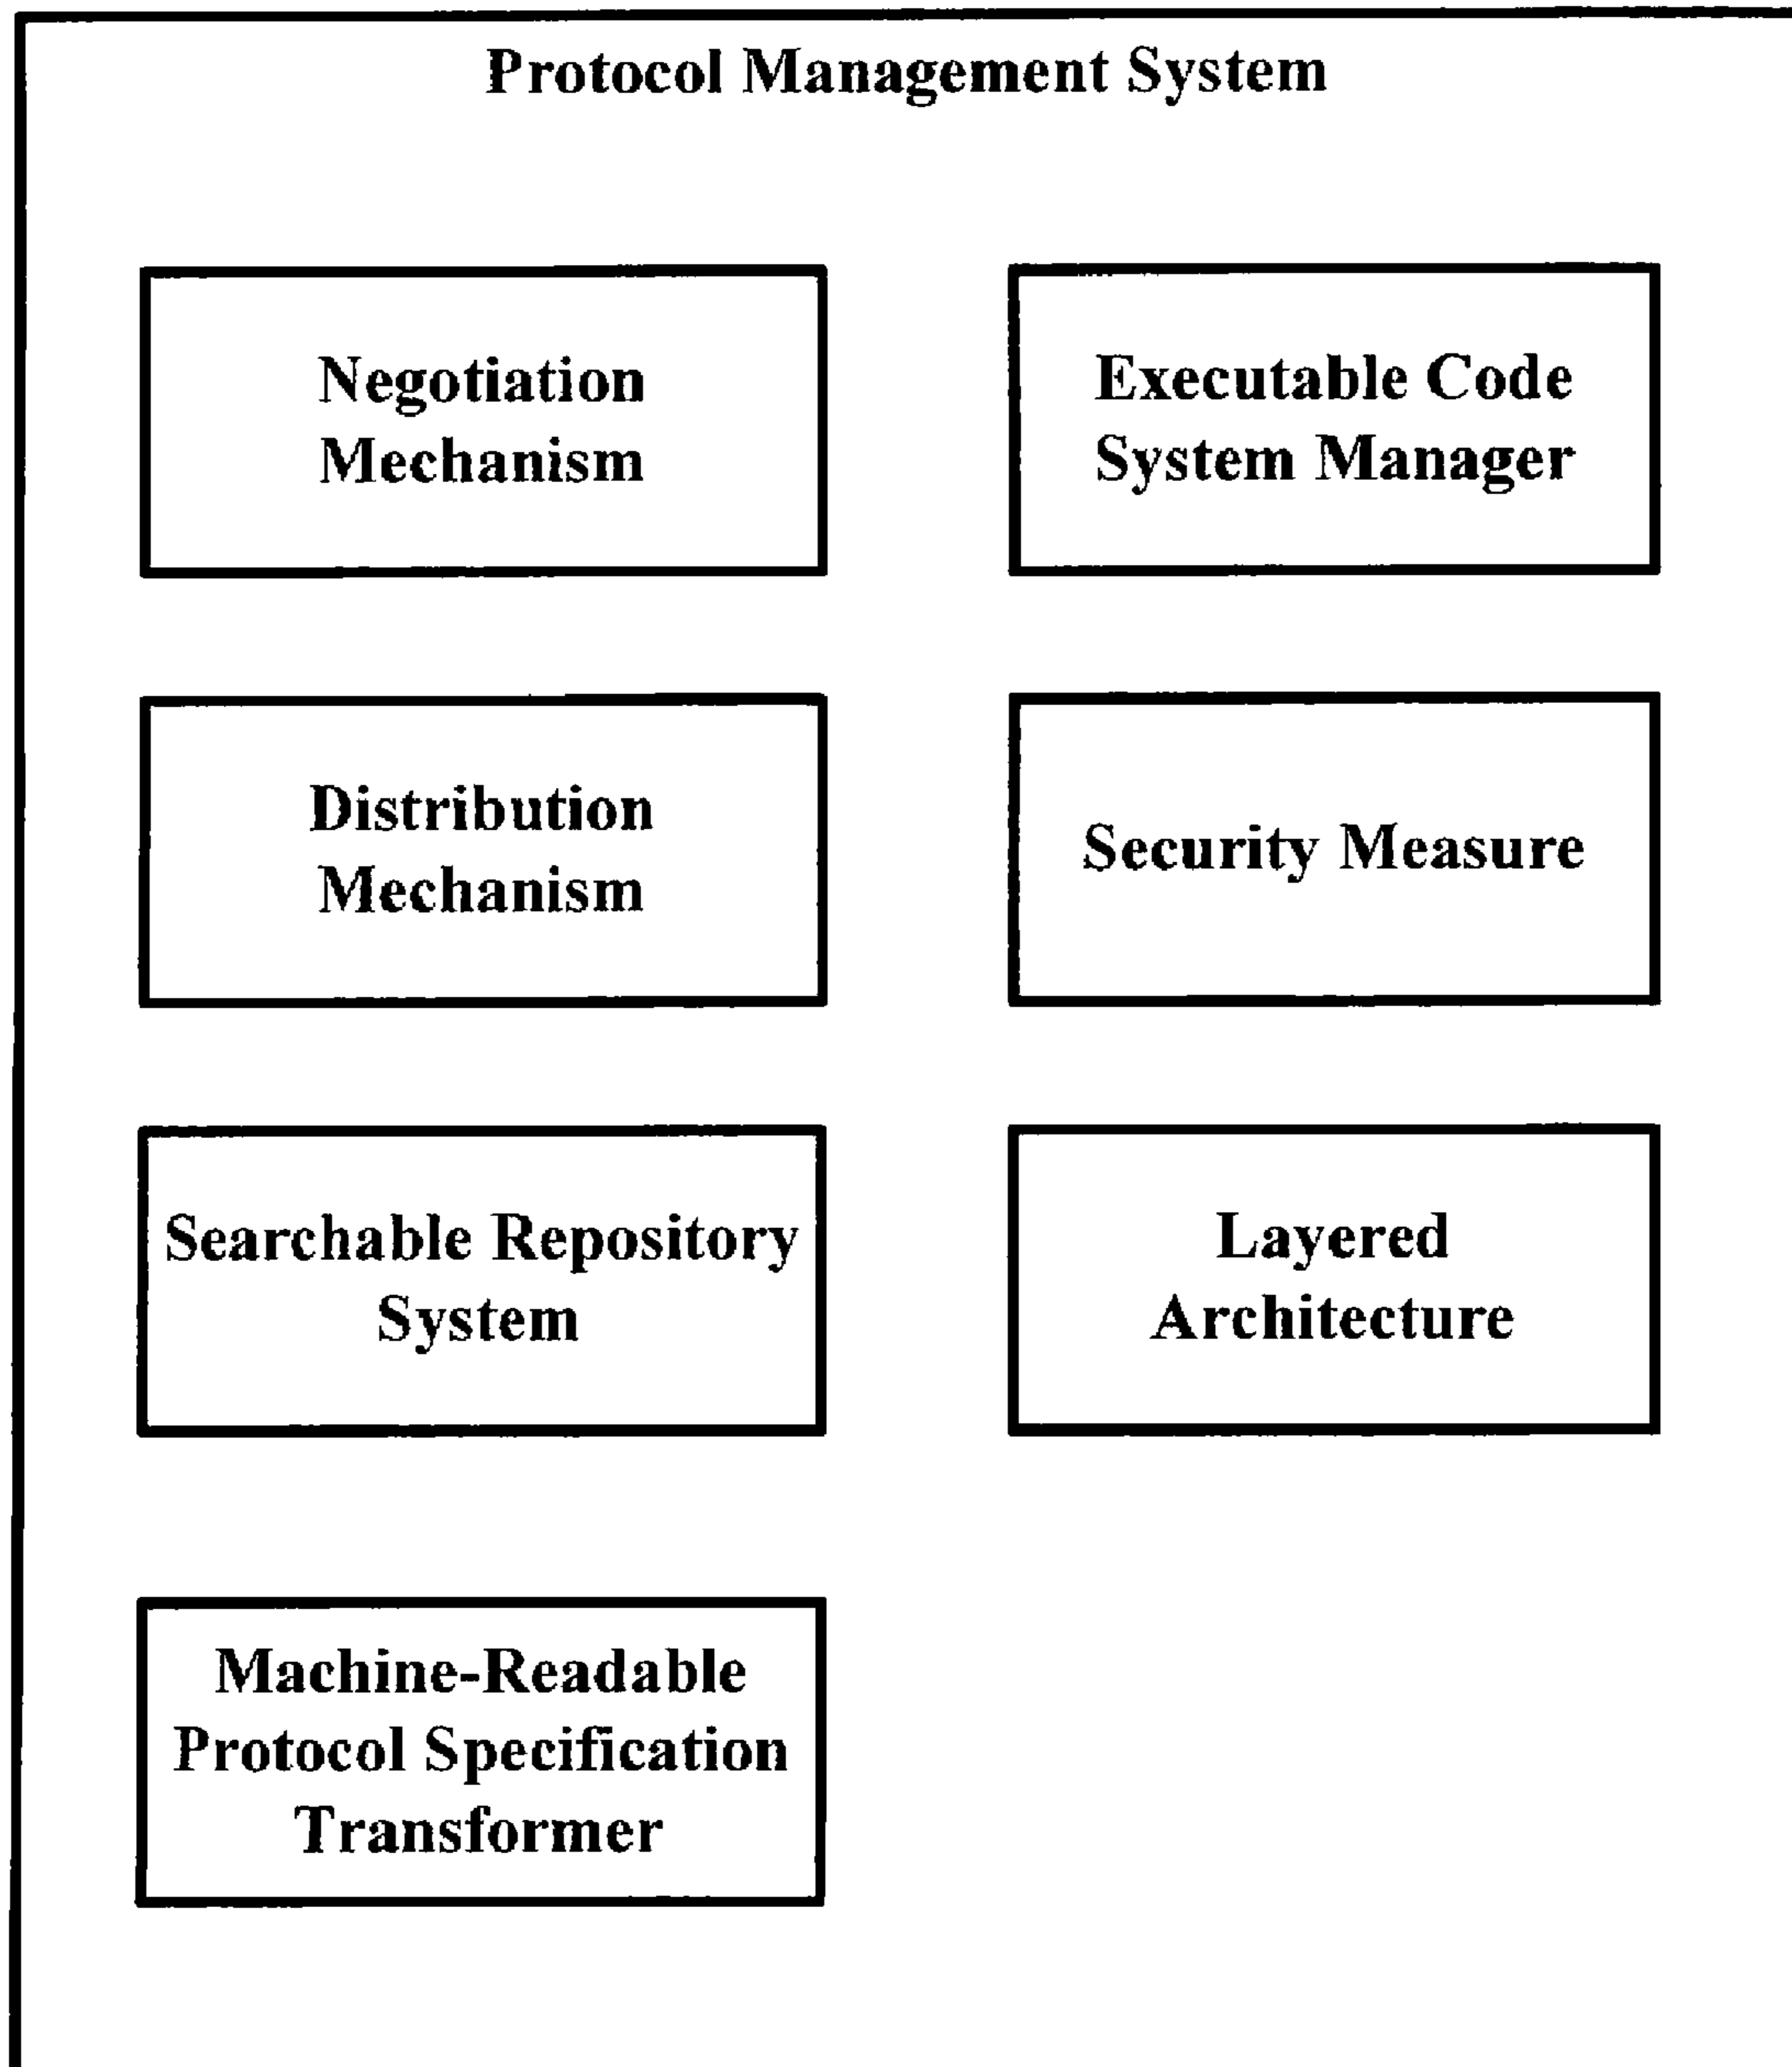 Protocol Management System
Negotiation
Mechanism
Executable Code
System Manager
Distribution
Mechanism
Security Measure
Searchable Repository
System
Layered
Architecture
Machine-Readable
Protocol Specification
Transformer